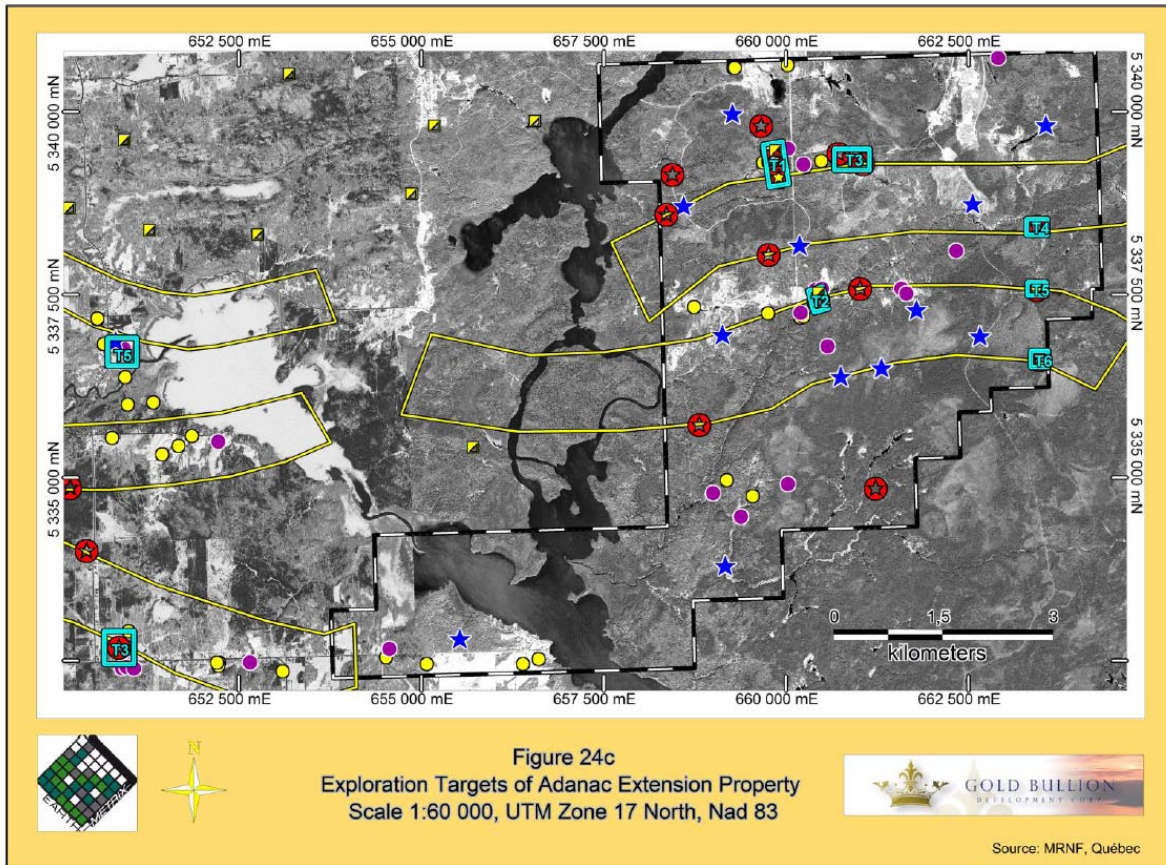 652 500 mE
655 000 mE
657 500 mE
660 000 mE
662 500 mE
5 340 000 mN
5 340 000 mN
T1
T3
T4
5 337 500 mN
T5
T2
T5
5 337 500 mN
T6
5 335 000 mN
5 335 000 mN
T3
0
1,5
3
kilometers
652 500 mE
655 000 mE
657 500 mE
660 000 mE
662 500 mE
EARTH METRIX
N
Figure 24c
Exploration Targets of Adanac Extension Property
Scale 1:60 000, UTM Zone 17 North, Nad 83
GOLD BULLION
DEVELOPMENT CORP.
Source: MRNF, Québec